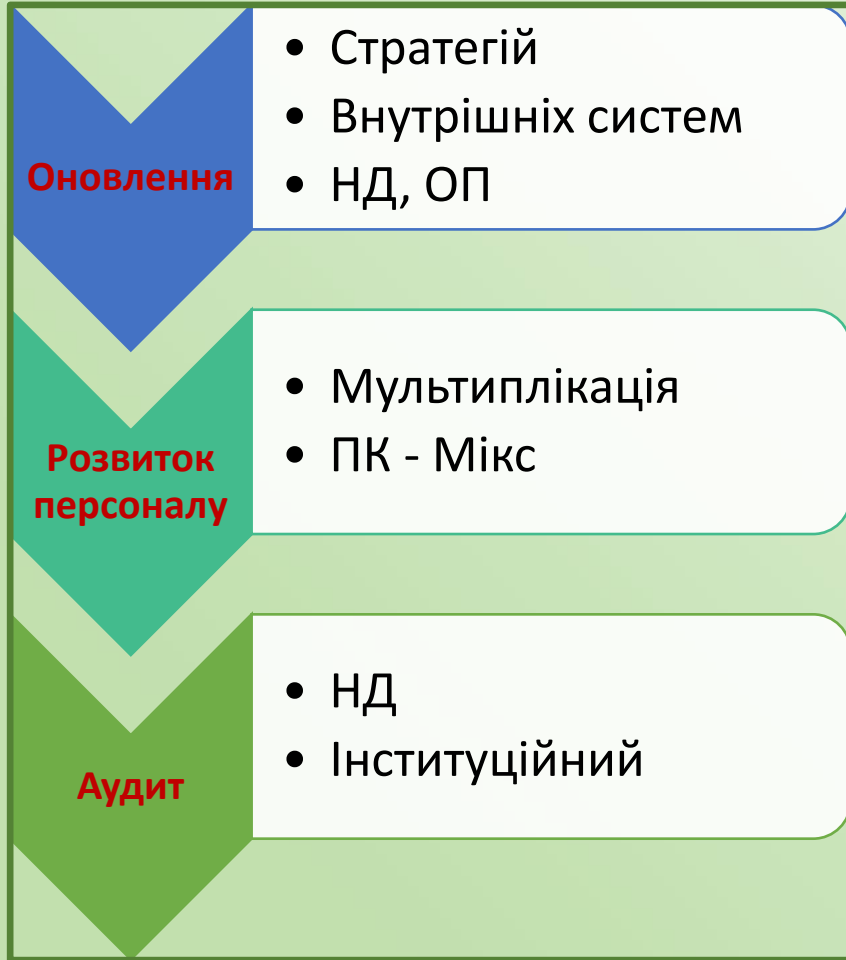 Оновлення
• Стратегій
• Внутрішніх систем
• НД, ОП
Розвиток
персоналу
• Мультиплікація
• ПК - Мікс
Аудит
• НД
• Інституційний